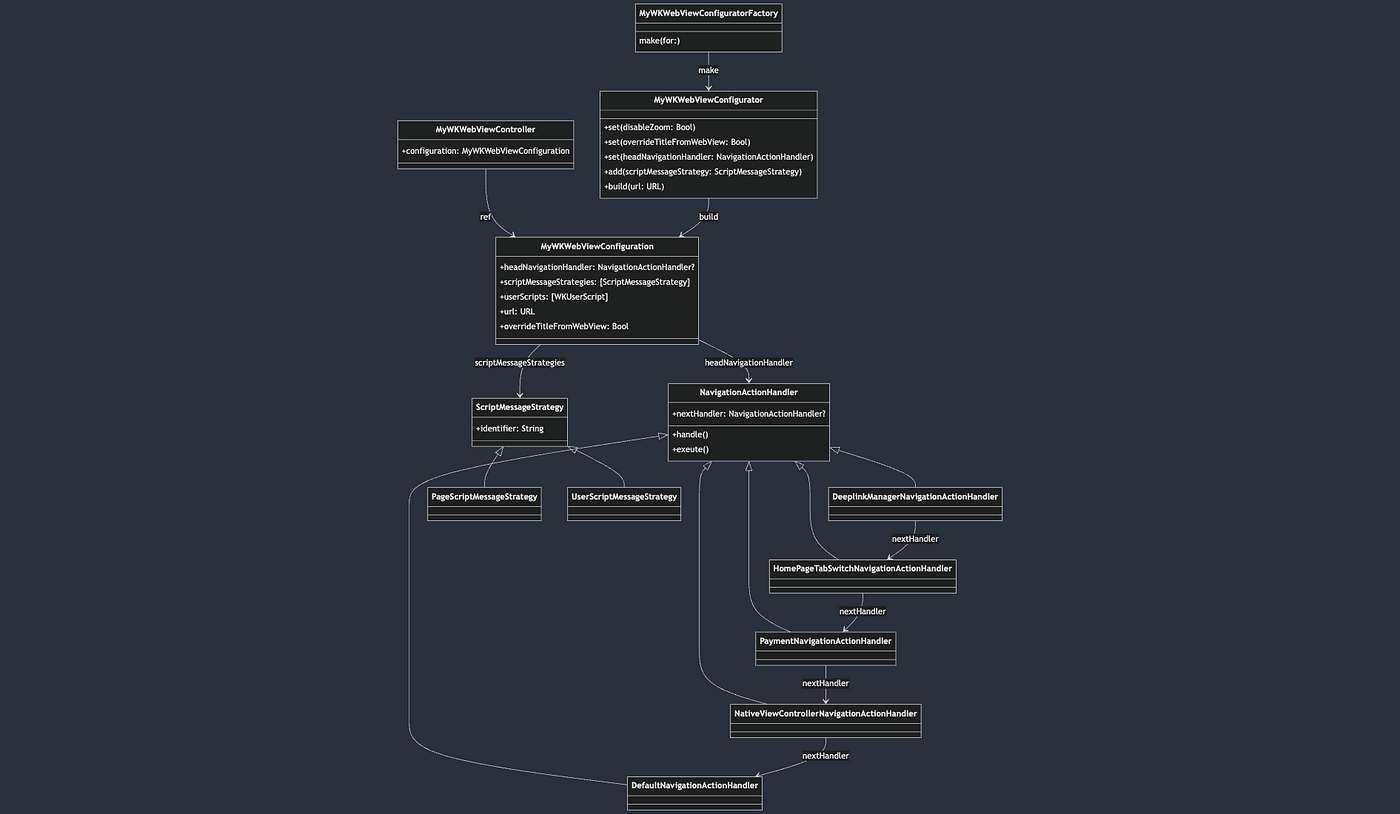 MyWKWebViewConfiguratorFactory
make(for:)
make
MyWKWebViewConfigurator
+set(disableZoom: Bool)
+set(overrideTitleFromWebView: Bool)
+set(headNavigationHandler: NavigationActionHandler)
+add(scriptMessageStrategy: ScriptMessageStrategy)
+build(url: URL)
MyWKWebViewController
+configuration: MyWKWebViewConfiguration
ref
build
MyWKWebViewConfiguration
+headNavigationHandler: NavigationActionHandler?
+scriptMessageStrategies: [ScriptMessageStrategy]
+userScripts: [WKUserScript]
+url: URL
+overrideTitleFromWebView: Bool
scriptMessageStrategies
headNavigationHandler
NavigationActionHandler
+nextHandler: NavigationActionHandler?
+handle()
+exeute()
ScriptMessageStrategy
+identifier: String
PageScriptMessageStrategy
UserScriptMessageStrategy
DeeplinkManagerNavigationActionHandler
nextHandler
HomePageTabSwitchNavigationActionHandler
nextHandler
PaymentNavigationActionHandler
nextHandler
NativeViewControllerNavigationActionHandler
nextHandler
DefaultNavigationActionHandler